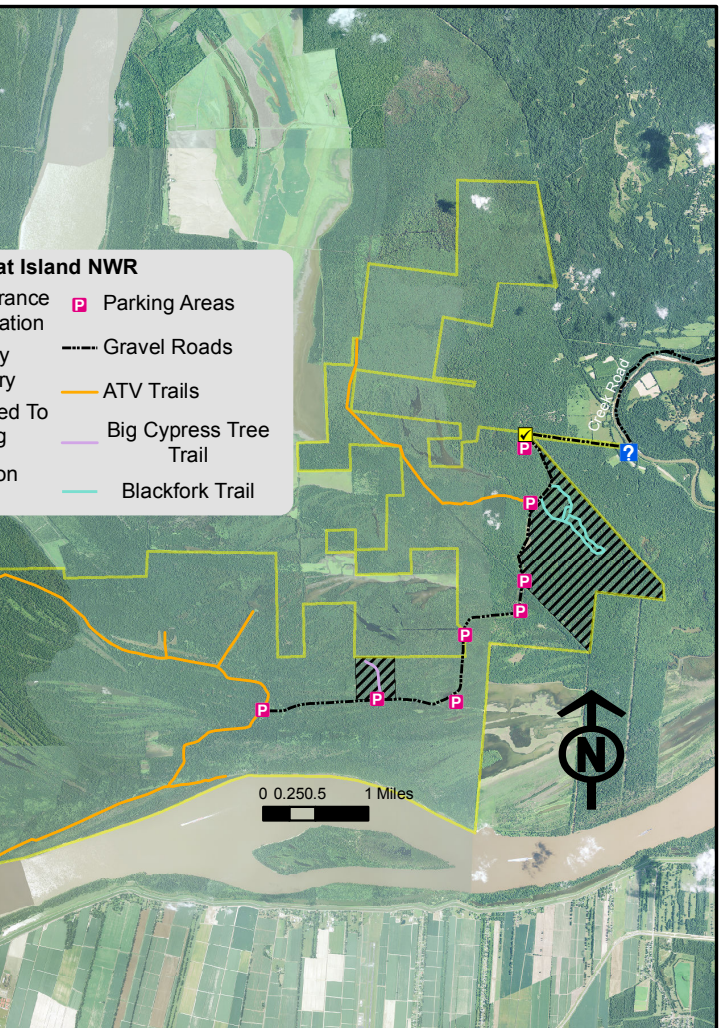 at Island NWR
rance
ation
y
ry
ed To
g
on
P Parking Areas
Gravel Roads
ATV Trails
Big Cypress Tree
Trail
Blackfork Trail
Creek Road
?
P
P
P
P
P
P
P
P
N
0 0.25 0.5 1 Miles